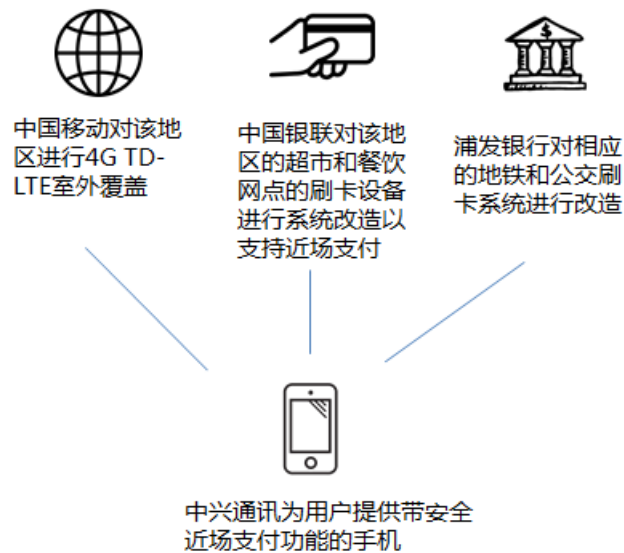 中国移动对该地
区进行4G TD-
LTE室外覆盖
中国银联对该地
区的超市和餐饮
网点的刷卡设备
进行系统改造以
支持近场支付
浦发银行对相应
的地铁和公交刷
卡系统进行改造
$
中兴通讯为用户提供带安全
近场支付功能的手机